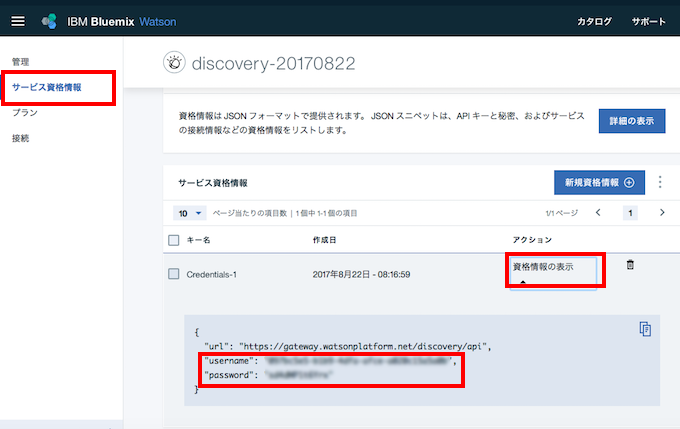 IBM Bluemix Watson
カタログ サポート
管理
サービス資格情報
プラン
接続
discovery-20170822
資格情報は JSON フォーマットで提供されます。 JSON スニペットは、API キーと秘密、およびサービス
の接続情報などの資格情報をリストします。
詳細の表示
サービス資格情報
新規資格情報
10 ページ当たりの項目数 | 1 個中 1-1 個の項目
1/1 ページ 1
キー名 作成日 アクション
Credentials-1 2017年8月22日 - 08:16:59 資格情報の表示
{
"url": "https://gateway.watsonplatform.net/discovery/api",
"username":
"password":
}